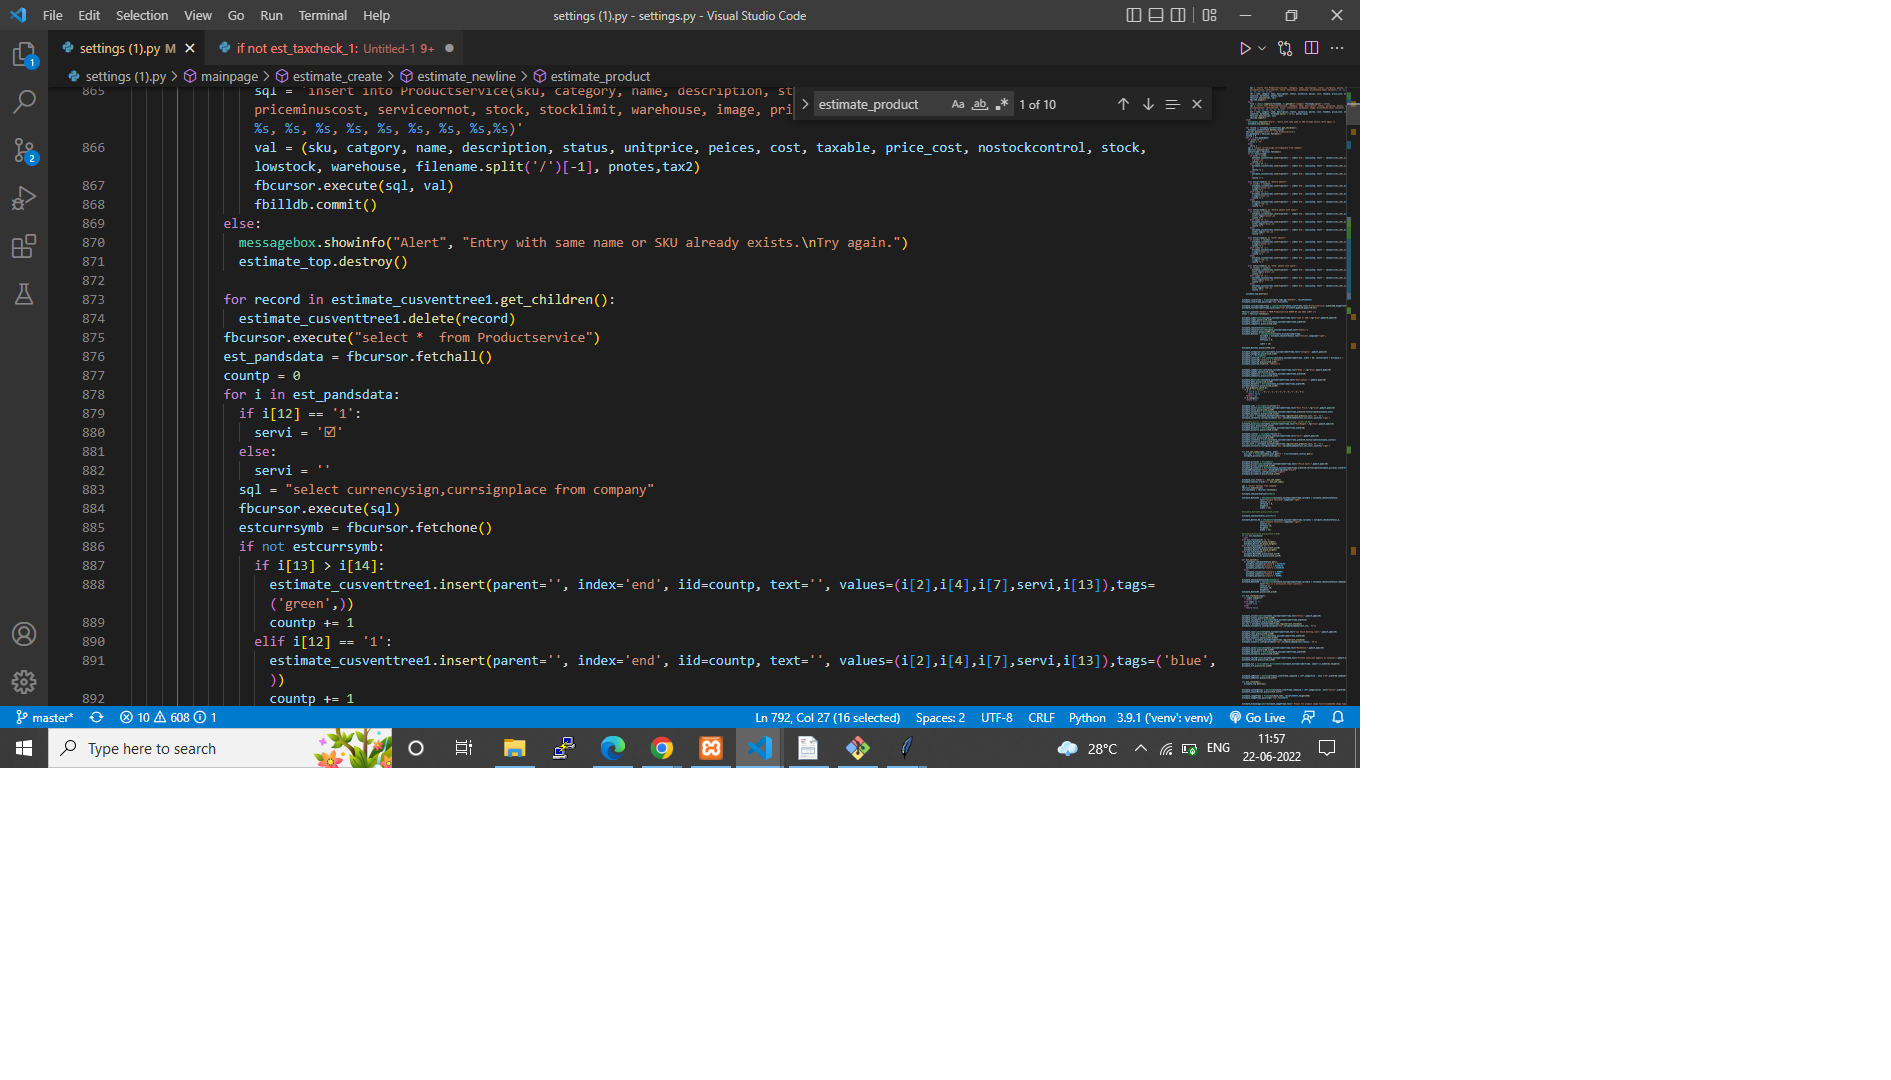 File Edit Selection View Go Run Terminal Help settings (1).py - settings.py - Visual Studio Code
settings (1).py M if not est_taxcheck_1: Untitled-1 9+
settings (1).py > mainpage > estimate_create > estimate_newline > estimate_product
estimate_product Aa ab 1 of 10
865 sql = 'insert into Productservice(sku, category, name, description, st
priceminuscost, serviceornot, stock, stocklimit, warehouse, image, pri
%s, %s, %s, %s, %s, %s, %s, %s,%s)'
866 val = (sku, catgory, name, description, status, unitprice, peices, cost, taxable, price_cost, nostockcontrol, stock,
lowstock, warehouse, filename.split('/')[-1], pnotes,tax2)
867 fbcursor.execute(sql, val)
868 fbilldb.commit()
869 else:
870 messagebox.showinfo("Alert", "Entry with same name or SKU already exists.\nTry again.")
871 estimate_top.destroy()
872
873 for record in estimate_cusventtree1.get_children():
874 estimate_cusventtree1.delete(record)
875 fbcursor.execute("select *  from Productservice")
876 est_pandsdata = fbcursor.fetchall()
877 countp = 0
878 for i in est_pandsdata:
879 if i[12] == '1':
880 servi = '🗹'
881 else:
882 servi = ''
883 sql = "select currencysign,currsignplace from company"
884 fbcursor.execute(sql)
885 estcurrsymb = fbcursor.fetchone()
886 if not estcurrsymb:
887 if i[13] > i[14]:
888 estimate_cusventtree1.insert(parent='', index='end', iid=countp, text='', values=(i[2],i[4],i[7],servi,i[13]),tags=
('green',))
889 countp += 1
890 elif i[12] == '1':
891 estimate_cusventtree1.insert(parent='', index='end', iid=countp, text='', values=(i[2],i[4],i[7],servi,i[13]),tags=('blue',
))
892 countp += 1
master* 10 608 1 Ln 792, Col 27 (16 selected) Spaces: 2 UTF-8 CRLF Python 3.9.1 ('venv': venv) Go Live
Type here to search 28°C ENG 11:57
22-06-2022